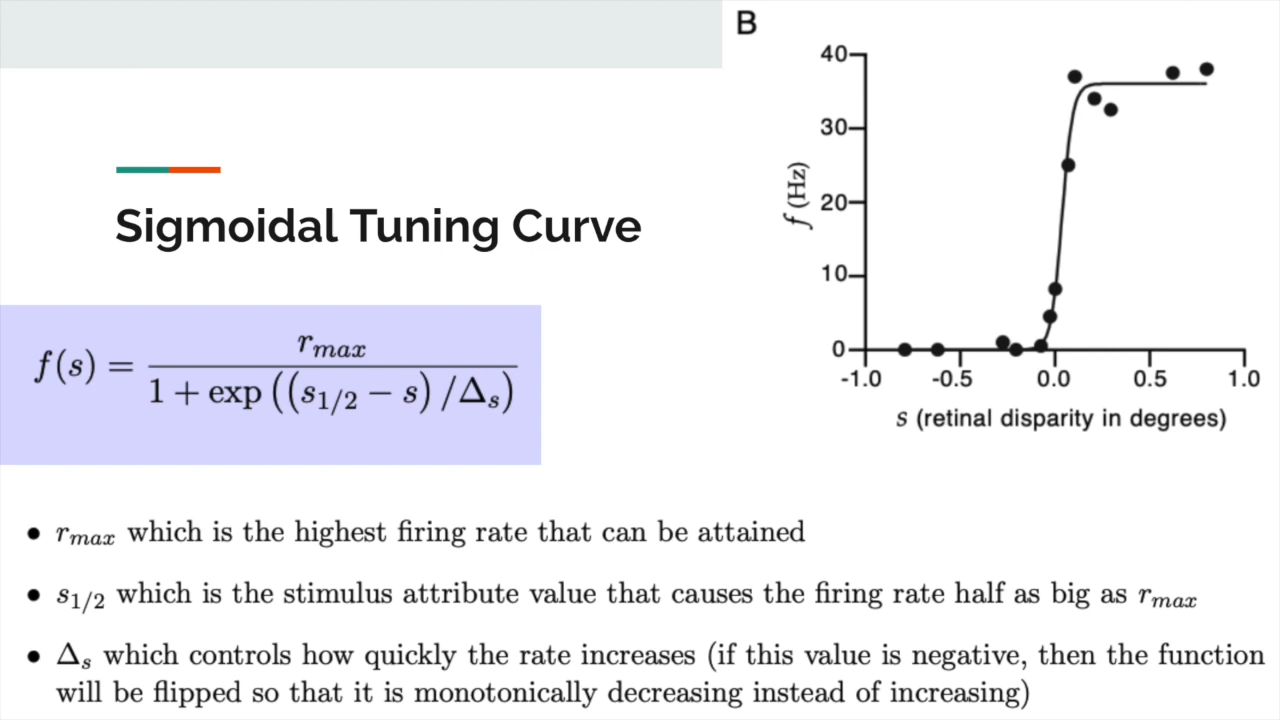 B
Sigmoidal Tuning Curve
f(s) = r_max / (1 + exp((s_{1/2} − s)/Δ_s))
40
30
20
10
0
f (Hz)
-1.0 -0.5 0.0 0.5 1.0
s (retinal disparity in degrees)
• r_max which is the highest firing rate that can be attained
• s_{1/2} which is the stimulus attribute value that causes the firing rate half as big as r_max
• Δ_s which controls how quickly the rate increases (if this value is negative, then the function
will be flipped so that it is monotonically decreasing instead of increasing)